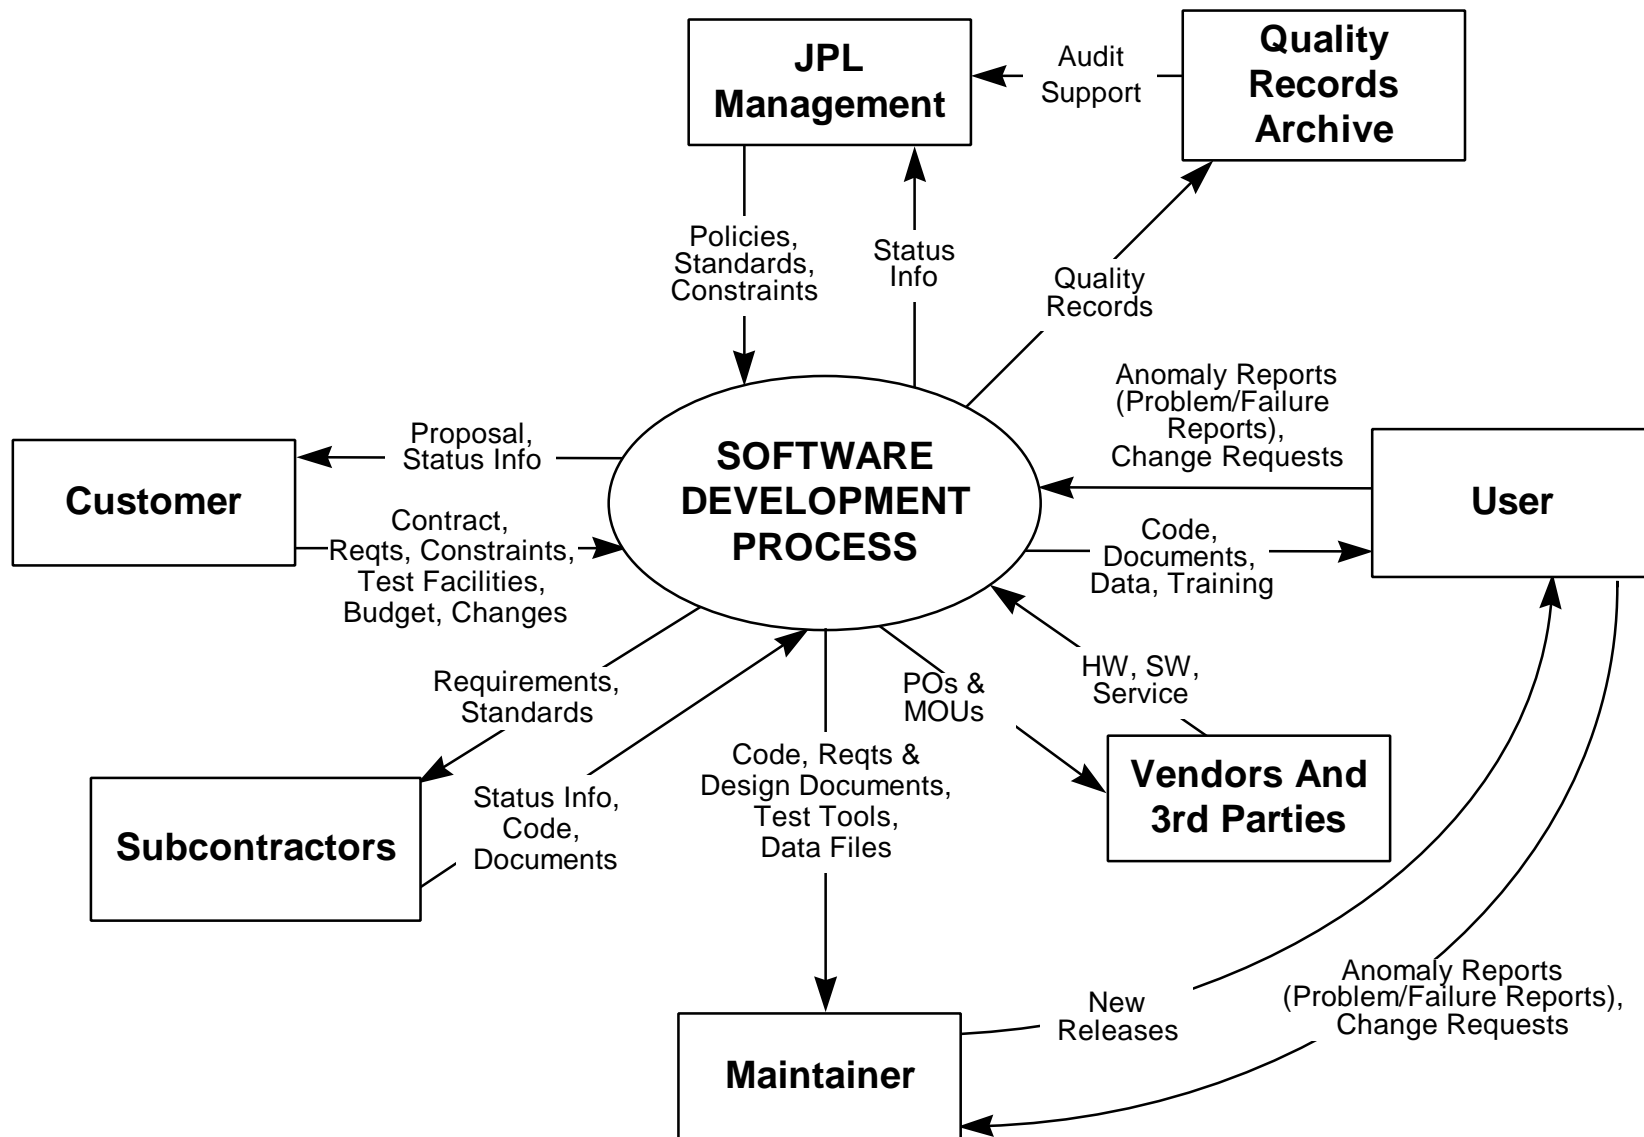 JPL
Management
Audit
Support
Quality
Records
Archive
Policies,
Standards,
Constraints
Status
Info
Quality
Records
Anomaly Reports
(Problem/Failure
Reports),
Change Requests
Proposal,
Status Info
Customer
SOFTWARE
DEVELOPMENT
PROCESS
User
Contract,
Reqts, Constraints,
Test Facilities,
Budget, Changes
Code,
Documents,
Data, Training
Requirements,
Standards
POs &
MOUs
HW, SW,
Service
Code, Reqts &
Design Documents,
Test Tools,
Data Files
Vendors And
3rd Parties
Status Info,
Code,
Documents
Subcontractors
New
Releases
Anomaly Reports
(Problem/Failure Reports),
Change Requests
Maintainer